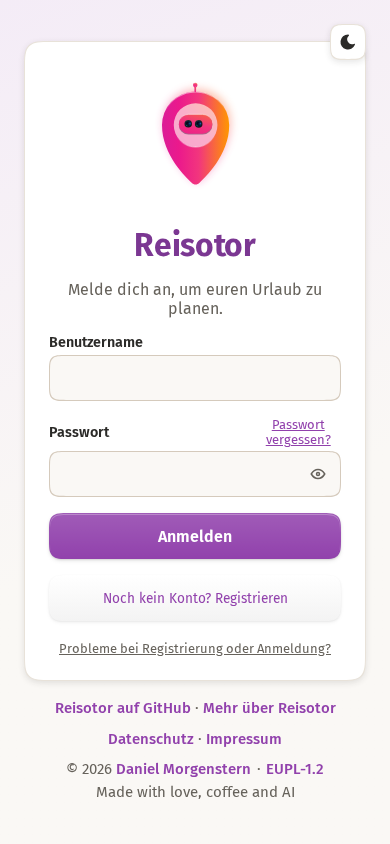 Reisotor
Melde dich an, um euren Urlaub zu
planen.
Benutzername
Passwort
Passwort
vergessen?
Anmelden
Noch kein Konto? Registrieren
Probleme bei Registrierung oder Anmeldung?
Reisotor auf GitHub · Mehr über Reisotor
Datenschutz · Impressum
© 2026 Daniel Morgenstern · EUPL-1.2
Made with love, coffee and AI